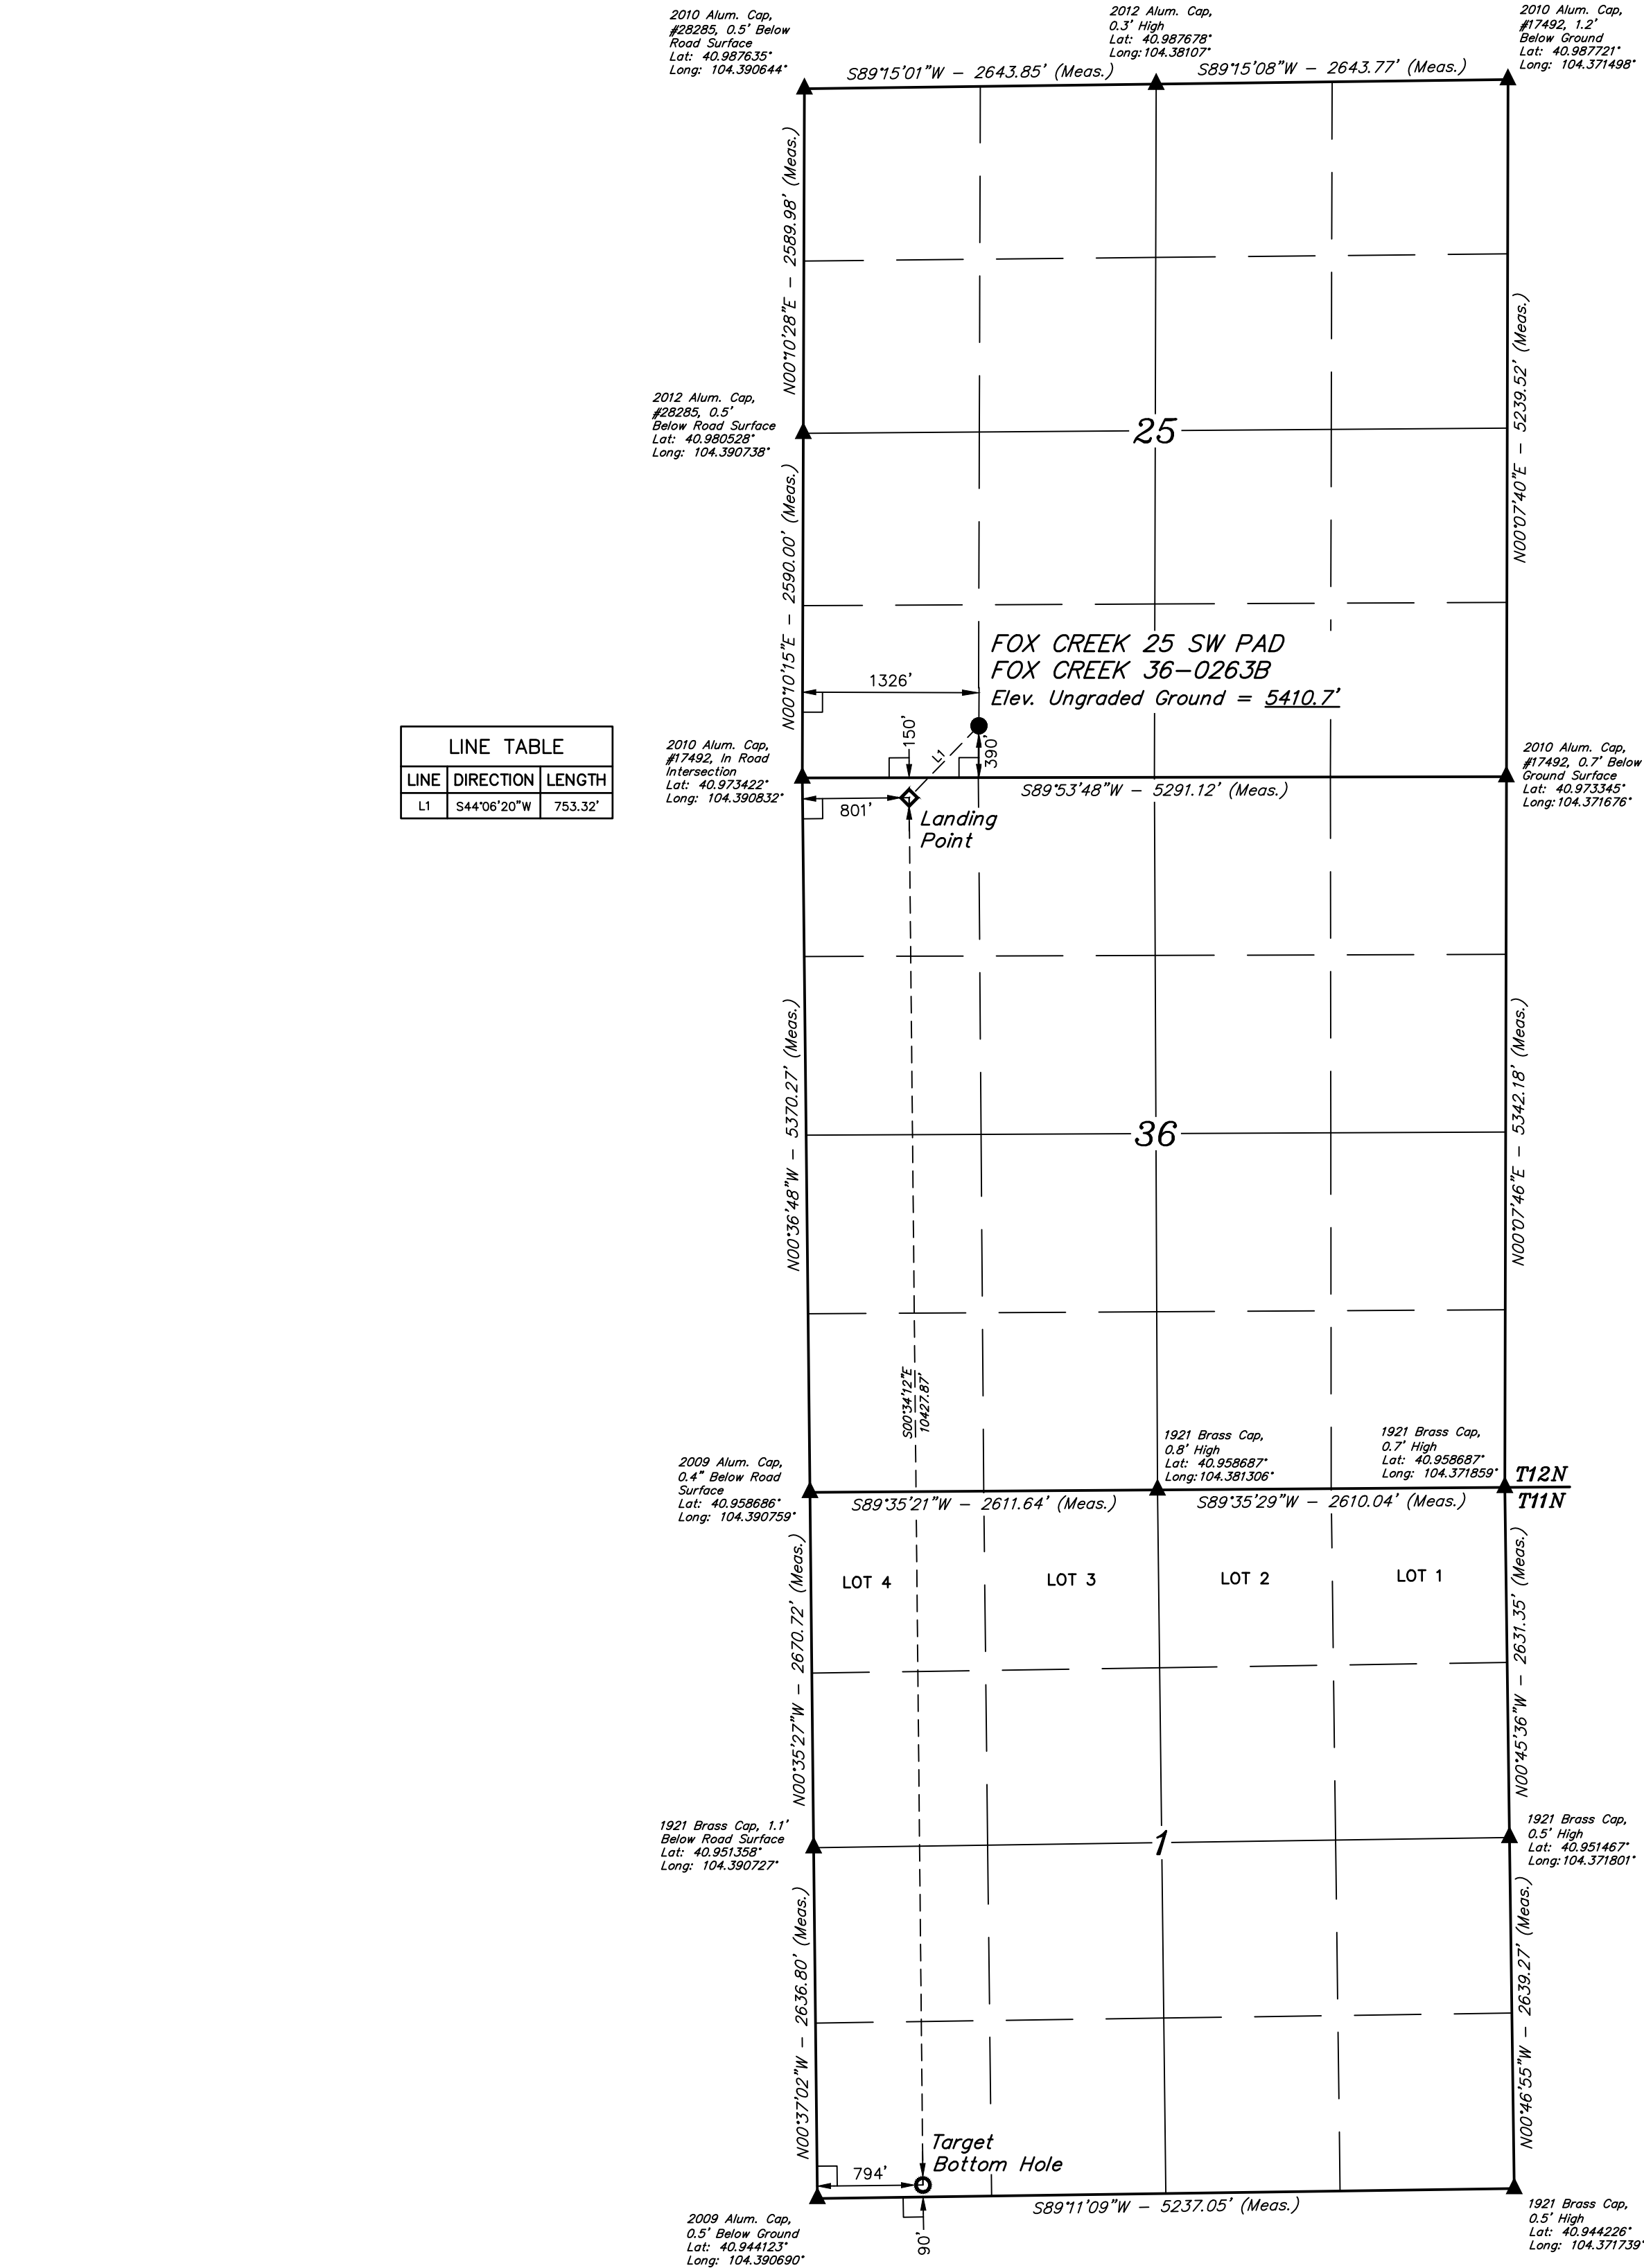 2010 Alum. Cap,
#28285, 0.5' Below
Road Surface
Lat: 40.987635°
Long: 104.390644°
2012 Alum. Cap,
0.3' High
Lat: 40.987678°
Long: 104.38107°
2010 Alum. Cap,
#17492, 1.2'
Below Ground
Lat: 40.987721°
Long: 104.371498°
S89°15'01"W - 2643.85' (Meas.)
S89°15'08"W - 2643.77' (Meas.)
N00°10'28"E - 2589.98' (Meas.)
N00°07'40"E - 5239.52' (Meas.)
2012 Alum. Cap,
#28285, 0.5'
Below Road Surface
Lat: 40.980528°
Long: 104.390738°
25
N00°10'15"E - 2590.00' (Meas.)
FOX CREEK 25 SW PAD
FOX CREEK 36-0263B
Elev. Ungraded Ground = 5410.7'
1326'
150'
L1
390'
LINE TABLE
LINE DIRECTION LENGTH
L1 S44°06'20"W 753.32'
2010 Alum. Cap,
#17492, In Road
Intersection
Lat: 40.973422°
Long: 104.390832°
2010 Alum. Cap,
#17492, 0.7' Below
Ground Surface
Lat: 40.973345°
Long: 104.371676°
S89°53'48"W - 5291.12' (Meas.)
801'
Landing
Point
N00°36'48"W - 5370.27' (Meas.)
36
N00°07'46"E - 5342.18' (Meas.)
S00°34'12"E
10427.87'
2009 Alum. Cap,
0.4" Below Road
Surface
Lat: 40.958686°
Long: 104.390759°
1921 Brass Cap,
0.8' High
Lat: 40.958687°
Long: 104.381306°
1921 Brass Cap,
0.7' High
Lat: 40.958687°
Long: 104.371859°
T12N
T11N
S89°35'21"W - 2611.64' (Meas.)
S89°35'29"W - 2610.04' (Meas.)
LOT 4
LOT 3
LOT 2
LOT 1
N00°35'27"W - 2670.72' (Meas.)
N00°45'36"W - 2631.35' (Meas.)
1921 Brass Cap, 1.1'
Below Road Surface
Lat: 40.951358°
Long: 104.390727°
1
1921 Brass Cap,
0.5' High
Lat: 40.951467°
Long: 104.371801°
N00°37'02"W - 2636.80' (Meas.)
N00°46'55"W - 2639.27' (Meas.)
Target
Bottom Hole
794'
S89°11'09"W - 5237.05' (Meas.)
90'
2009 Alum. Cap,
0.5' Below Ground
Lat: 40.944123°
Long: 104.390690°
1921 Brass Cap,
0.5' High
Lat: 40.944226°
Long: 104.371739°